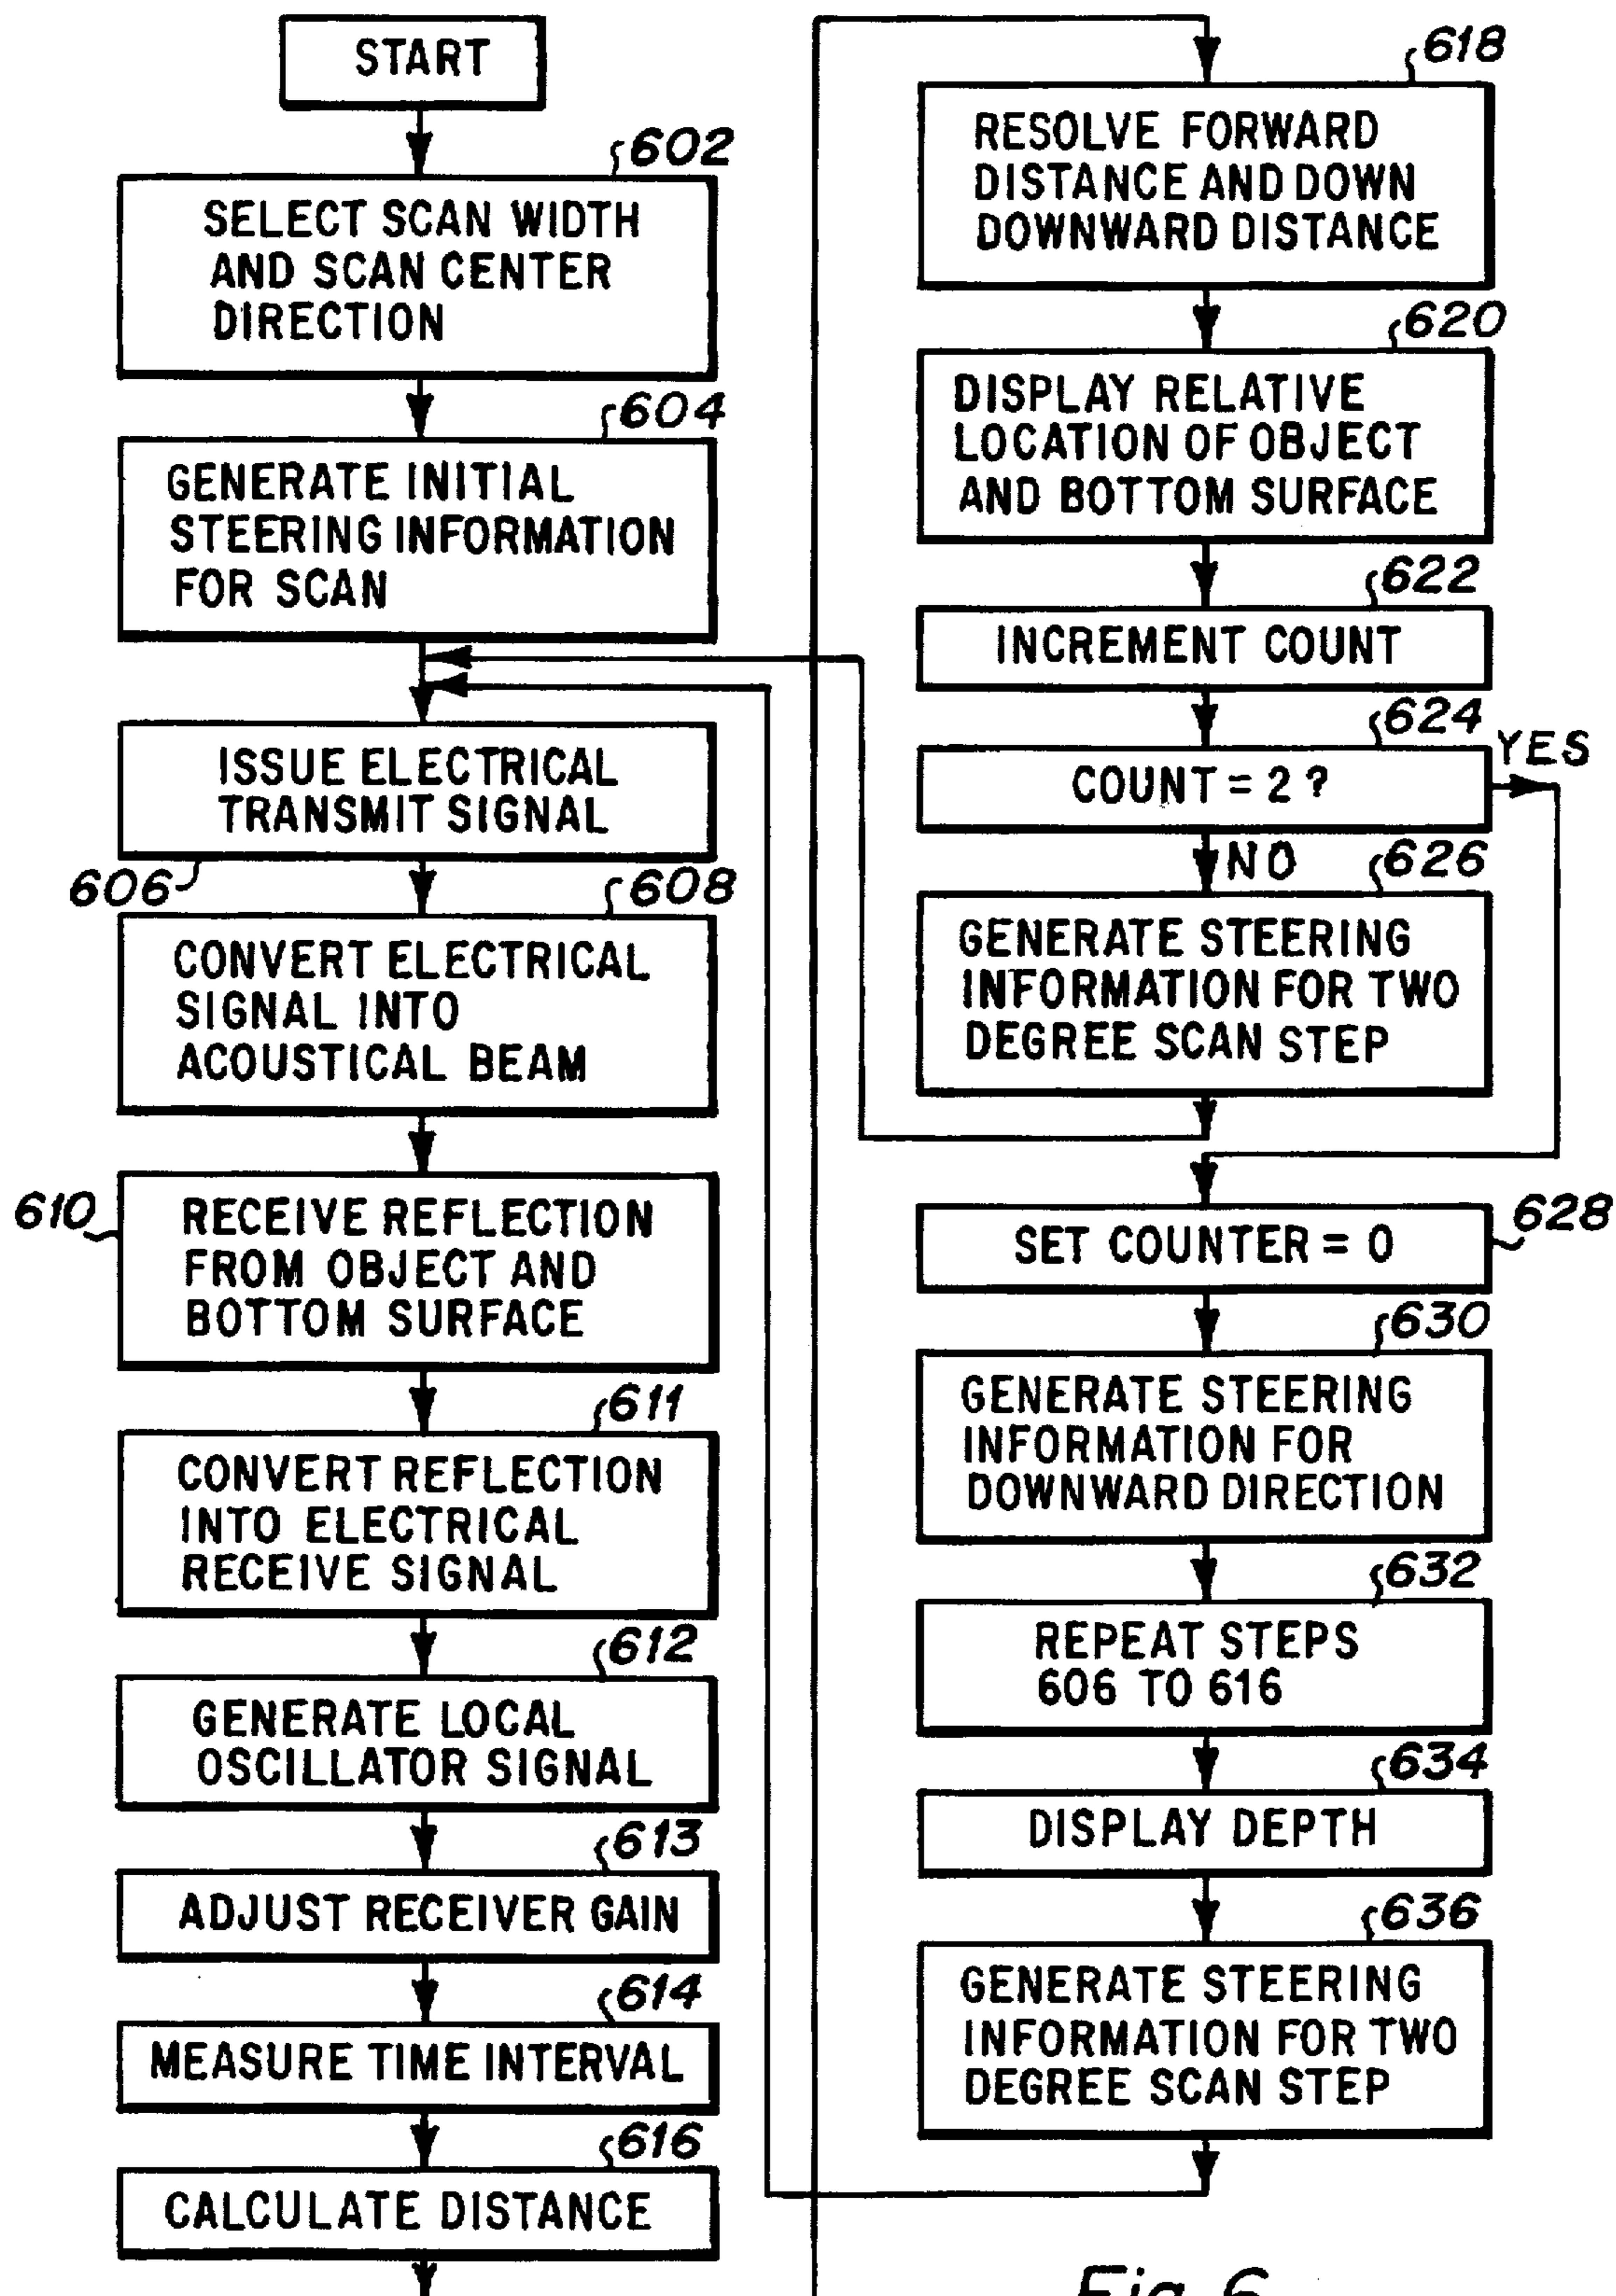 START
602
SELECT SCAN WIDTH
AND SCAN CENTER
DIRECTION
604
GENERATE INITIAL
STEERING INFORMATION
FOR SCAN
ISSUE ELECTRICAL
TRANSMIT SIGNAL
606
608
CONVERT ELECTRICAL
SIGNAL INTO
ACOUSTICAL BEAM
610
RECEIVE REFLECTION
FROM OBJECT AND
BOTTOM SURFACE
611
CONVERT REFLECTION
INTO ELECTRICAL
RECEIVE SIGNAL
612
GENERATE LOCAL
OSCILLATOR SIGNAL
613
ADJUST RECEIVER GAIN
614
MEASURE TIME INTERVAL
616
CALCULATE DISTANCE
618
RESOLVE FORWARD
DISTANCE AND DOWN
DOWNWARD DISTANCE
620
DISPLAY RELATIVE
LOCATION OF OBJECT
AND BOTTOM SURFACE
622
INCREMENT COUNT
624
COUNT = 2 ?
YES
NO
626
GENERATE STEERING
INFORMATION FOR TWO
DEGREE SCAN STEP
SET COUNTER = 0
628
630
GENERATE STEERING
INFORMATION FOR
DOWNWARD DIRECTION
632
REPEAT STEPS
606 TO 616
634
DISPLAY DEPTH
636
GENERATE STEERING
INFORMATION FOR TWO
DEGREE SCAN STEP
Fig. 6